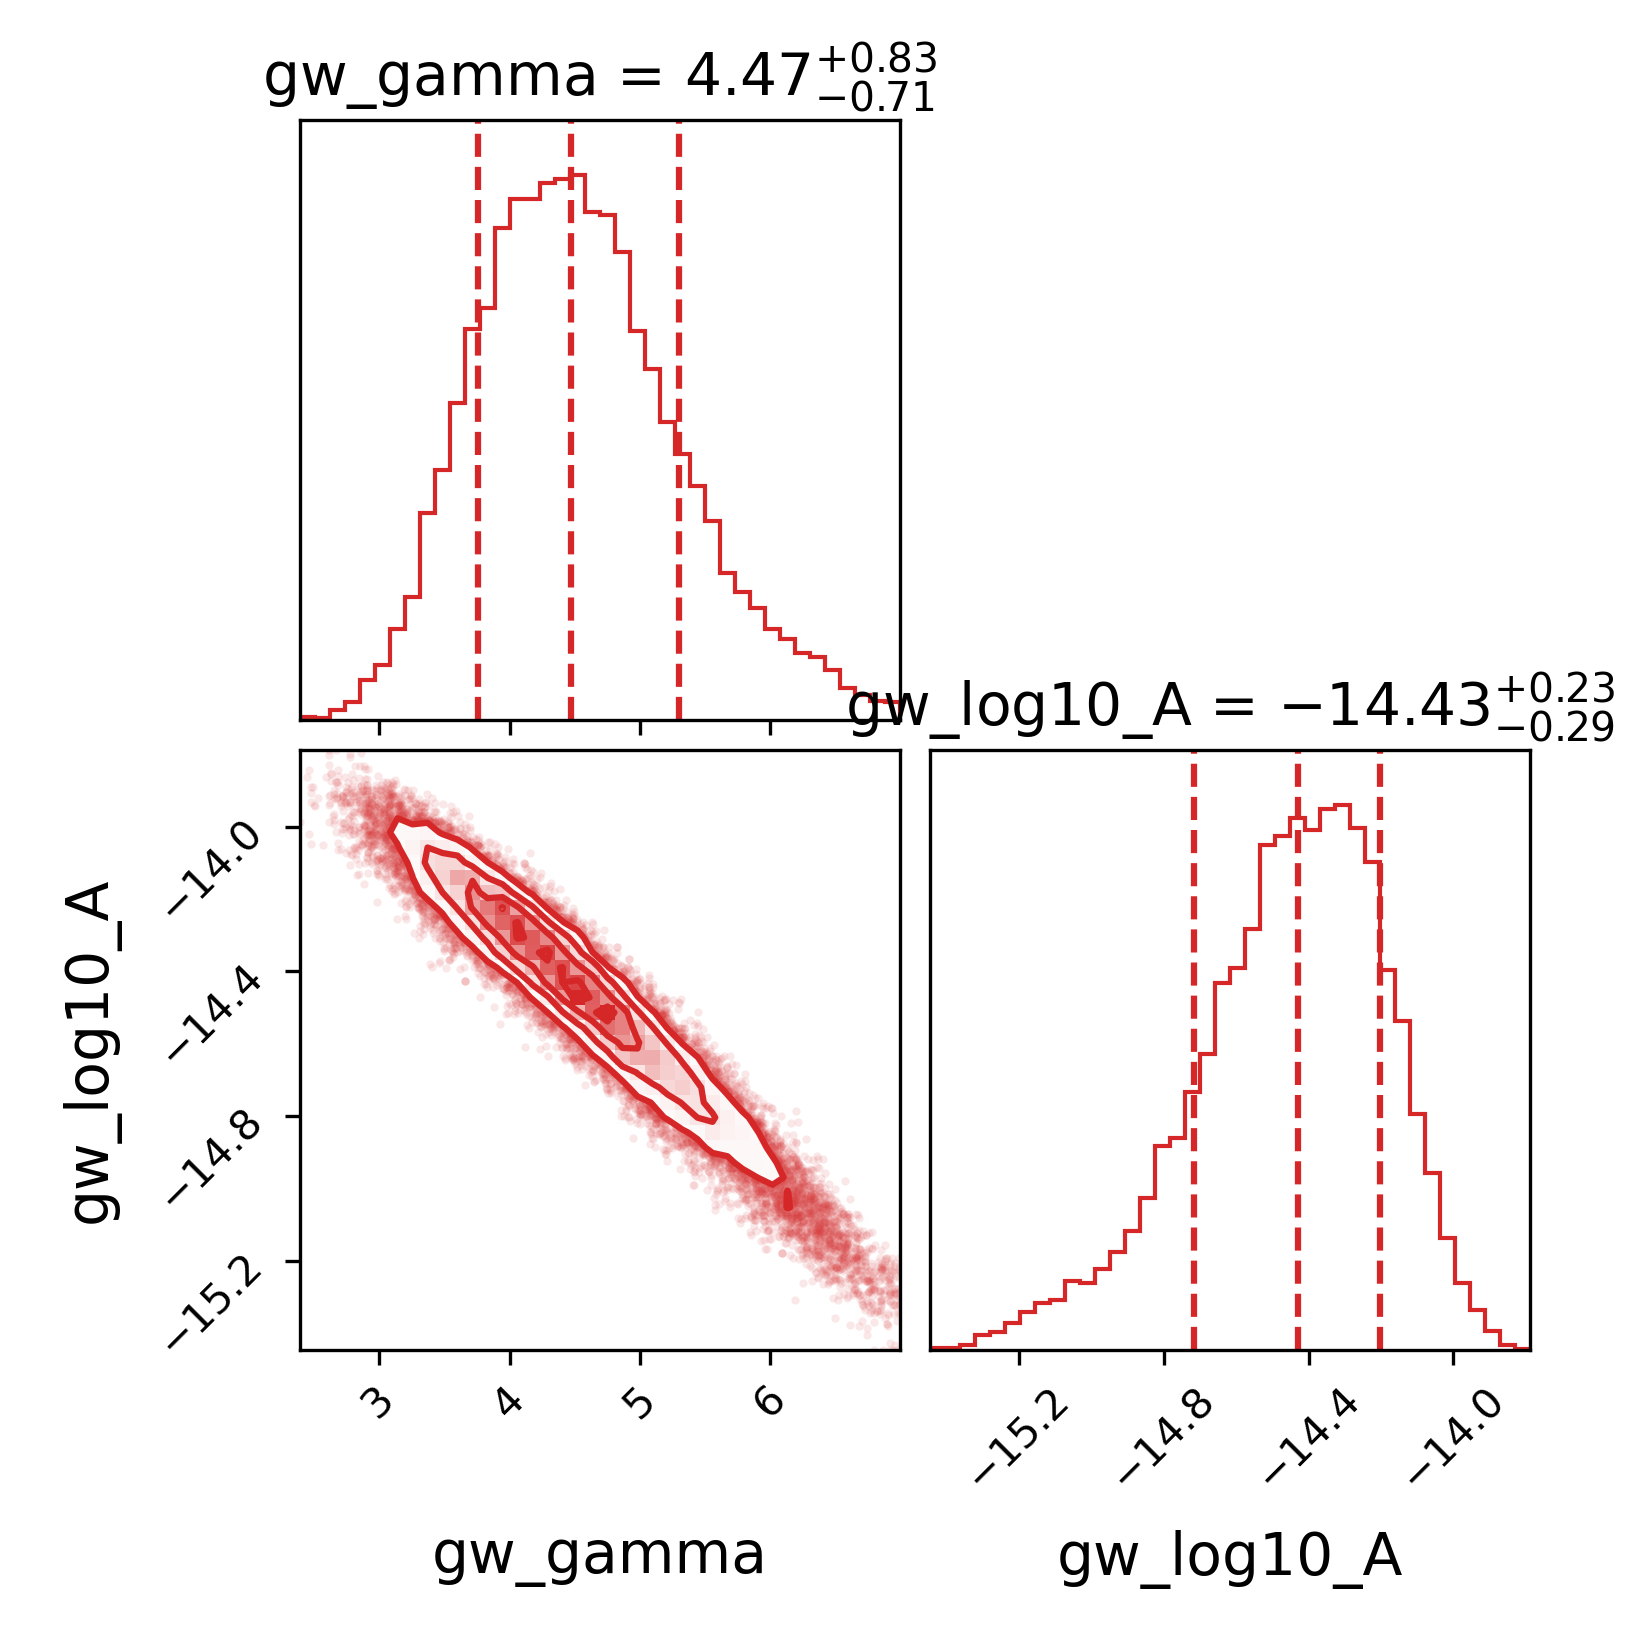 gw_gamma = 4.47 +0.83 −0.71
gw_log10_A = −14.43 +0.23 −0.29
gw_log10_A
−14.0
−14.4
−14.8
−15.2
3 4 5 6
−15.2 −14.8 −14.4 −14.0
gw_gamma gw_log10_A